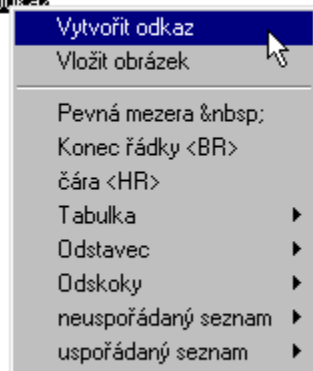 Vytvořit odkaz
Vložit obrázek
Pevná mezera &nbsp;
Konec řádky <BR>
čára <HR>
Tabulka
Odstavec
Odskoky
neuspořádaný seznam
uspořádaný seznam